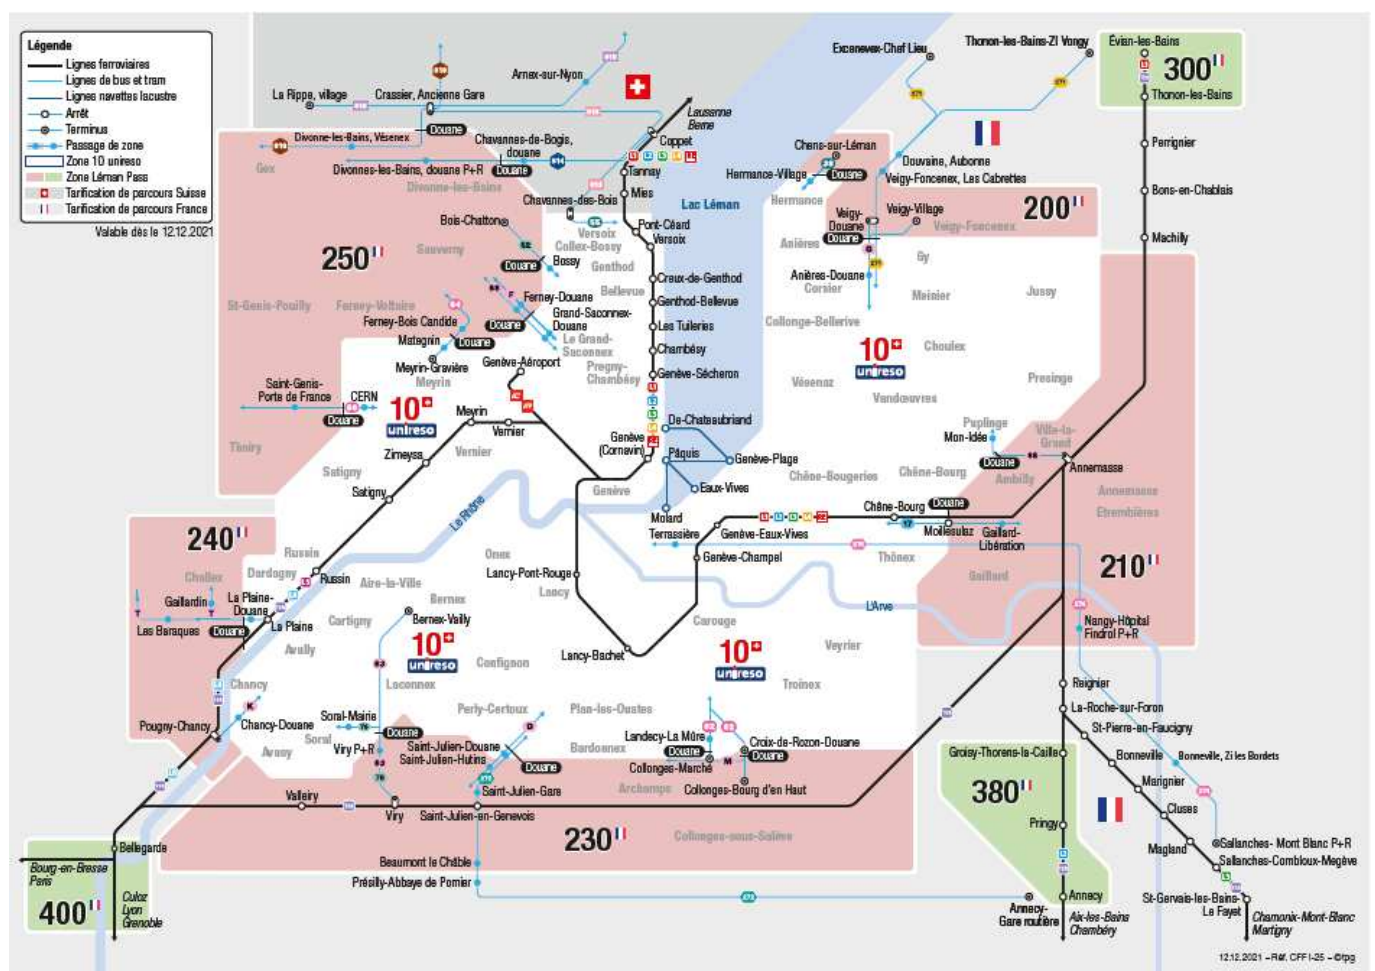 Légende
Lignes ferroviaires
Lignes de bus et tram
Lignes navettes lacustre
Arrêt
Terminus
Passage de zone
Zone 10 unireso
Zone Léman Pass
Tarification de parcours Suisse
Tarification de parcours France
Valable dès le 12.12.2021
La Rippe, village
Crassier, Ancienne Gare
Arnex-sur-Nyon
Lausanne
Berne
Excenevex-Chef Lieu
Thonon-les-Bains-ZI Vongy
Évian-les-Bains
300
Thonon-les-Bains
Perrignier
Bons-en-Chablais
Machilly
Gex
Divonne-les-Bains, Vésenex
Douane
Chavannes-de-Bogis,
douane
Divonnes-les-Bains, douane P+R
Douane
Divonne-les-Bains
Coppet
Tannay
Mies
Chavannes-des-Bois
Pont-Céard
Versoix
Lac Léman
Chens-sur-Léman
Hermance-Village
Douane
Hermance
Douvaine, Aubonne
Veigy-Foncenex, Les Cabrettes
200
Veigy-
Douane
Douane
Veigy-Village
Veigy-Foncenex
Anières
Gy
Anières-Douane
Corsier
Meinier
Jussy
Collonge-Bellerive
Choulex
10
unireso
Vésenaz
Vandœuvres
Presinge
250
Sauverny
Bois-Chatton
Versoix
Collex-Bossy
Douane
Bossy
Genthod
Bellevue
Creux-de-Genthod
Genthod-Bellevue
Les Tuileries
Chambésy
Genève-Sécheron
St-Genis-Pouilly
Ferney-Voltaire
Ferney-Douane
Grand-Saconnex-
Douane
Douane
Ferney-Bois Candide
Mategnin
Douane
Le Grand-
Saconnex
Pregny-
Chambésy
Meyrin-Gravière
Meyrin
Genève-Aéroport
Saint-Genis-
Porte de France
CERN
Douane
10
unireso
Meyrin
Vernier
Zimeysa
Vernier
Thoiry
Satigny
Satigny
Genève
(Cornavin)
Genève
De-Chateaubriand
Pâquis
Genève-Plage
Eaux-Vives
Molard
Puplinge
Mon-Idée
Ville-la-
Grand
Douane
Ambilly
Annemasse
Annemasse
Etrembières
Chêne-Bougeries
Chêne-Bourg
Chêne-Bourg
Douane
Moillesulaz
Gaillard-
Libération
Terrassière
Genève-Eaux-Vives
Genève-Champel
Thônex
Gaillard
210
L'Arve
Nangy-Hôpital
Findrol P+R
Le Rhône
240
Challex
Russin
Dardagny
Russin
Gaillardin
La Plaine-
Douane
Les Baraques
Douane
La Plaine
Aire-la-Ville
Onex
Bernex
Bernex-Vailly
Cartigny
Avully
Lancy-Pont-Rouge
Lancy
Lancy-Bachet
Carouge
Veyrier
10
unireso
Confignon
10
unireso
Troinex
Chancy
Laconnex
Perly-Certoux
Plan-les-Ouates
Pougny-Chancy
Chancy-Douane
Avusy
Soral
Soral-Mairie
Douane
Viry P+R
Saint-Julien-Douane
Saint-Julien-Hutins
Douane
Saint-Julien-Gare
Bardonnex
Landecy-La Mûre
Douane
Collonges-Marché
Croix-de-Rozon-Douane
Douane
Collonges-Bourg d'en Haut
Archamps
Valleiry
Viry
Saint-Julien-en-Genevois
230
Collonges-sous-Salève
Beaumont le Châble
Présilly-Abbaye de Pomier
Bellegarde
Bourg-en-Bresse
Paris
400
Culoz
Lyon
Grenoble
Reignier
La-Roche-sur-Foron
St-Pierre-en-Faucigny
Bonneville
Bonneville, Zi les Bordets
Marignier
Cluses
Magland
Sallanches- Mont Blanc P+R
Sallanches-Combloux-Megève
St-Gervais-les-Bains-
Le Fayet
Chamonix-Mont-Blanc
Martigny
Groisy-Thorens-la-Caille
380
Pringy
Annecy
Annecy-
Gare routière
Aix-les-Bains
Chambéry
12.12.2021 – Réf. CFF I-25 – ©tpg